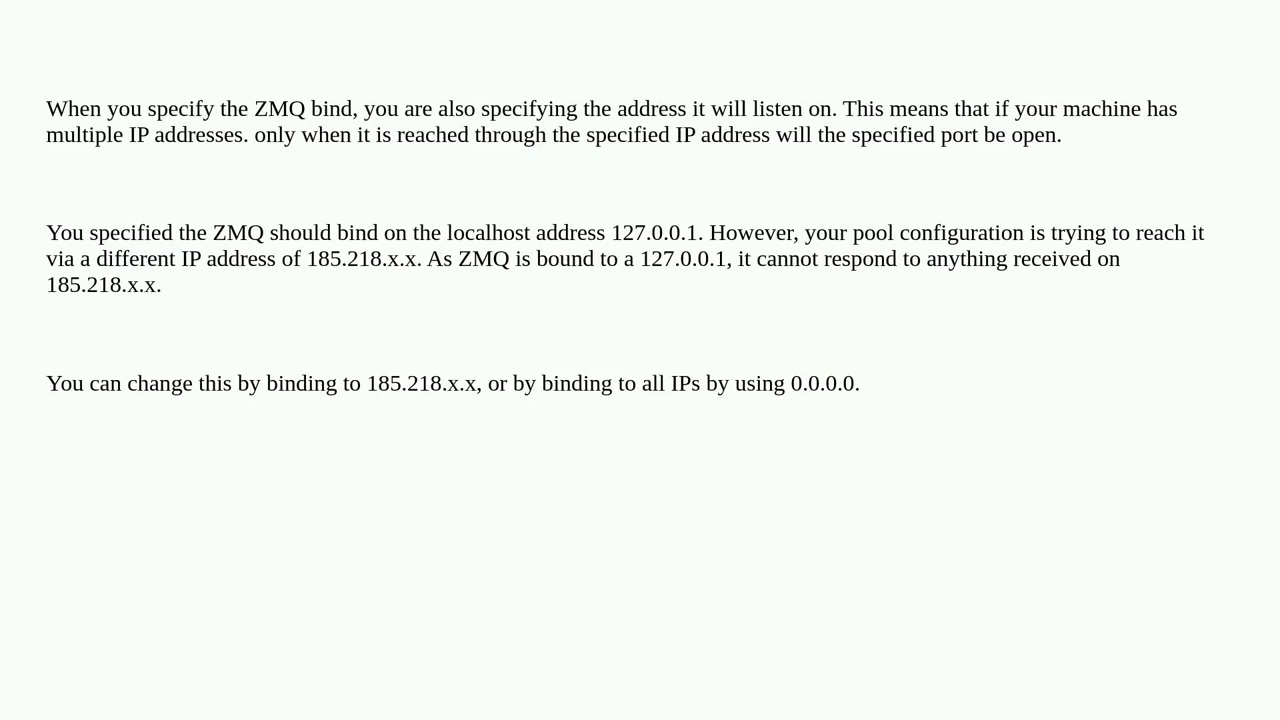 When you specify the ZMQ bind, you are also specifying the address it will listen on. This means that if your machine has
multiple IP addresses. only when it is reached through the specified IP address will the specified port be open.
You specified the ZMQ should bind on the localhost address 127.0.0.1. However, your pool configuration is trying to reach it
via a different IP address of 185.218.x.x. As ZMQ is bound to a 127.0.0.1, it cannot respond to anything received on
185.218.x.x.
You can change this by binding to 185.218.x.x, or by binding to all IPs by using 0.0.0.0.